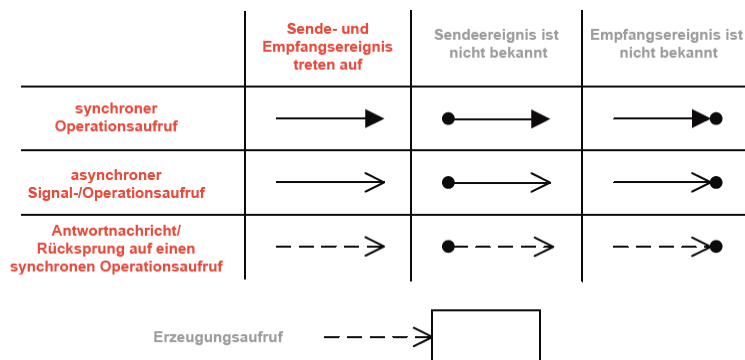 Sende- und
Empfangsereignis
treten auf
Sendeereignis ist
nicht bekannt
Empfangsereignis ist
nicht bekannt
synchroner
Operationsaufruf
asynchroner
Signal-/Operationsaufruf
Antwortnachricht/
Rücksprung auf einen
synchronen Operationsaufruf
Erzeugungsaufruf